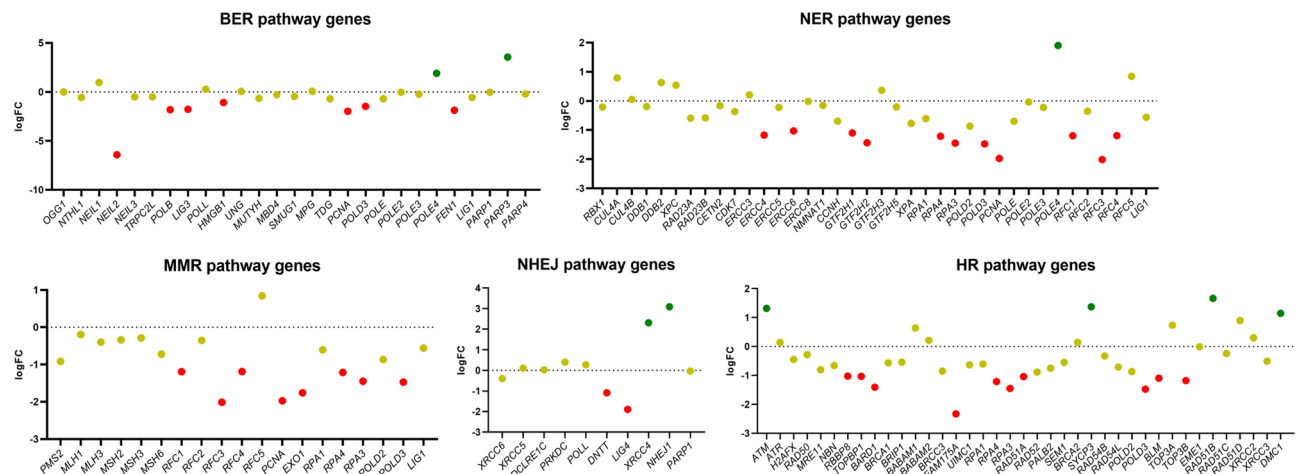 BER pathway genes
logFC
5
0
-5
-10
OGG1
NTHL1
NEIL1
NEIL2
NEIL3
TRPC2L
POLB
LIG3
POLL
HMGB1
UNG
MUTYH
MBD4
SMUG1
MPG
TDG
PCNA
POLD3
POLE
POLE2
POLE3
POLE4
FEN1
LIG1
PARP1
PARP3
PARP4
NER pathway genes
logFC
2
1
0
-1
-2
-3
RBX1
CUL4A
CUL4B
DDB1
DDB2
XPC
RAD23A
RAD23B
CETN2
CDK7
ERCC3
ERCC4
ERCC5
ERCC6
ERCC8
NMNAT1
CCNH
GTF2H1
GTF2H2
GTF2H3
GTF2H5
XPA
RPA1
RPA4
RPA3
POLD2
POLD3
PCNA
POLE
POLE2
POLE3
POLE4
RFC1
RFC2
RFC3
RFC4
RFC5
LIG1
MMR pathway genes
logFC
1
0
-1
-2
-3
PMS2
MLH1
MLH3
MSH2
MSH3
MSH6
RFC1
RFC2
RFC3
RFC4
RFC5
PCNA
EXO1
RPA1
RPA4
RPA3
POLD2
POLD3
LIG1
NHEJ pathway genes
logFC
4
3
2
1
0
-1
-2
-3
-4
XRCC6
XRCC5
DCLRE1C
PRKDC
POLL
DNTT
LIG4
XRCC4
NHEJ1
PARP1
HR pathway genes
logFC
2
1
0
-1
-2
-3
ATM
ATR
H2AFX
RAD50
NBN
RBBP8
TOPBP1
BARD1
BRCA1
BRIP1
BABAM1
BABAM2
BRCC3
UIMC1
RPA1
RPA4
RPA3
RAD51A
RAD52
PALB2
SEM1
BRCA2
SYCP3
RAD54B
RAD54L
POLD2
POLD3
BLM
TOP3A
TOP3B
EME1
RAD51B
RAD51C
RAD51D
XRCC2
XRCC3
DMC1